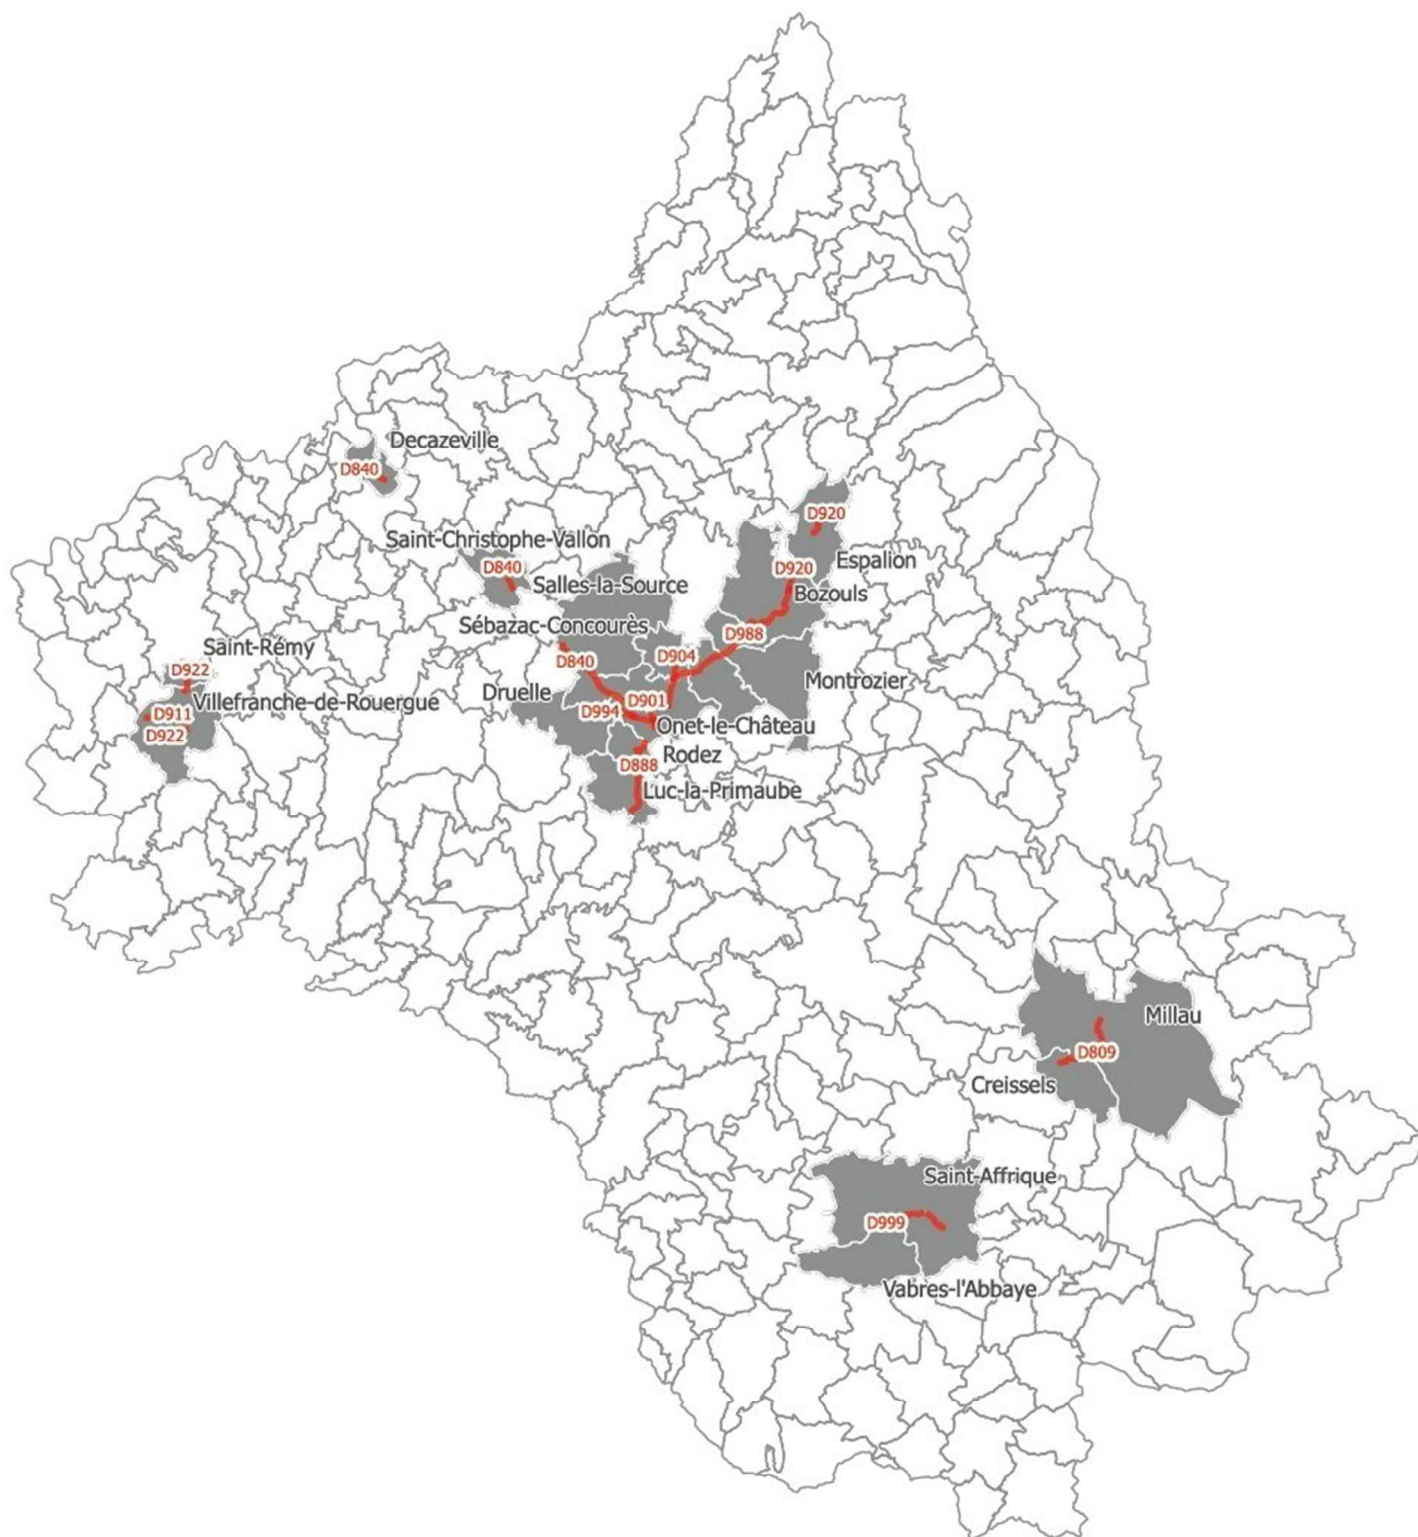 Decazeville
D840
D920
Saint-Christophe-Vallon
Espalion
D840
D920
Salles-la-Source
Bozouls
Sébazac-Concourès
D988
Saint-Rémy
D904
D840
D922
Montrozier
Druelle
Villefranche-de-Rouergue
D901
D994
D911
Onet-le-Château
D922
Rodez
D888
Luc-la-Primaube
Millau
D809
Creissels
Saint-Affrique
D999
Vabres-l'Abbaye